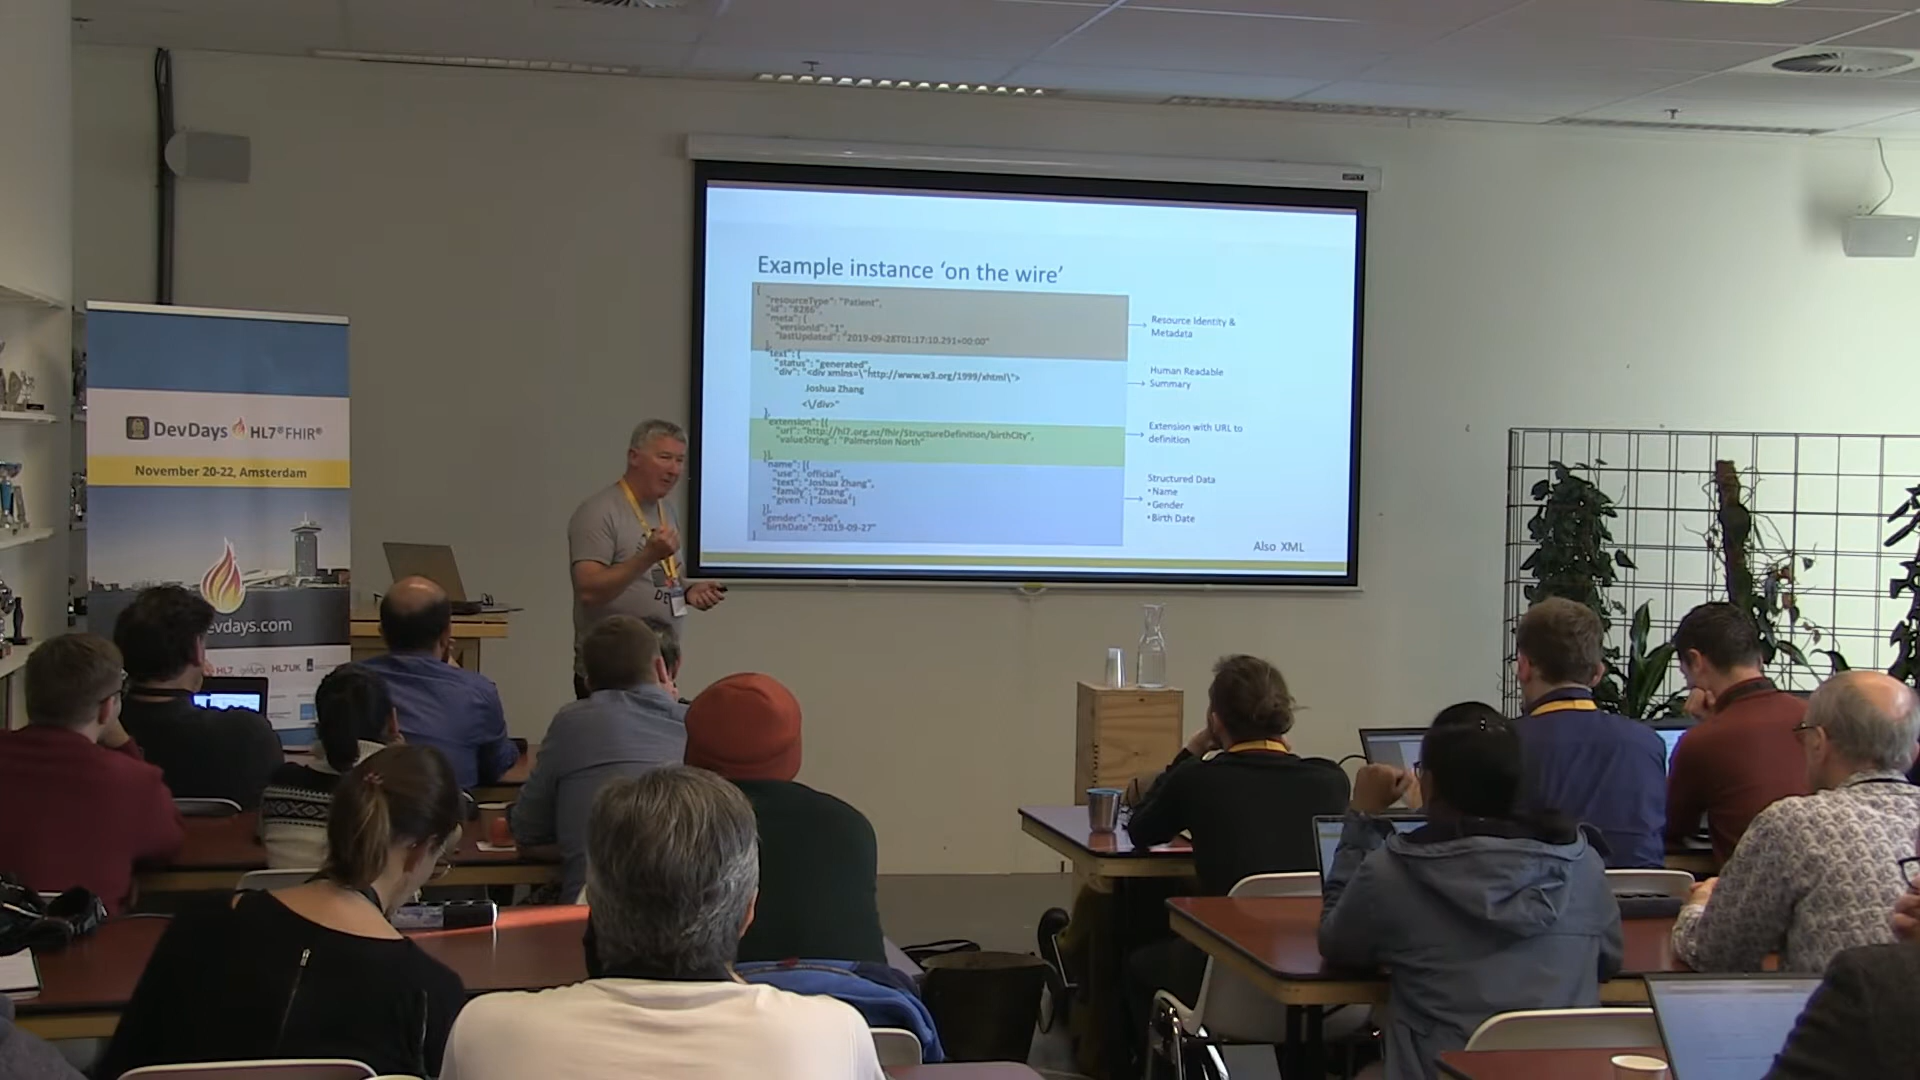 Example instance ‘on the wire’
{
"resourceType": "Patient",
"id": "8286",
"meta": {
"versionId": "1",
"lastUpdated": "2019-09-28T01:17:10.291+00:00"
},
"text": {
"status": "generated",
"div": "<div xmlns=\"http://www.w3.org/1999/xhtml\">
Joshua Zhang
<\/div>"
},
"extension": [{
"url": "http://hl7.org.nz/fhir/StructureDefinition/birthCity",
"valueString": "Palmerston North"
}],
"name": [{
"use": "official",
"text": "Joshua Zhang",
"family": "Zhang",
"given": ["Joshua"]
}],
"gender": "male",
"birthDate": "2019-09-27"
}
Resource Identity &
Metadata
Human Readable
Summary
Extension with URL to
definition
Structured Data
•Name
•Gender
•Birth Date
Also XML
DevDays HL7®FHIR®
November 20-22, Amsterdam
evdays.com
HL7 HL7UK
DE